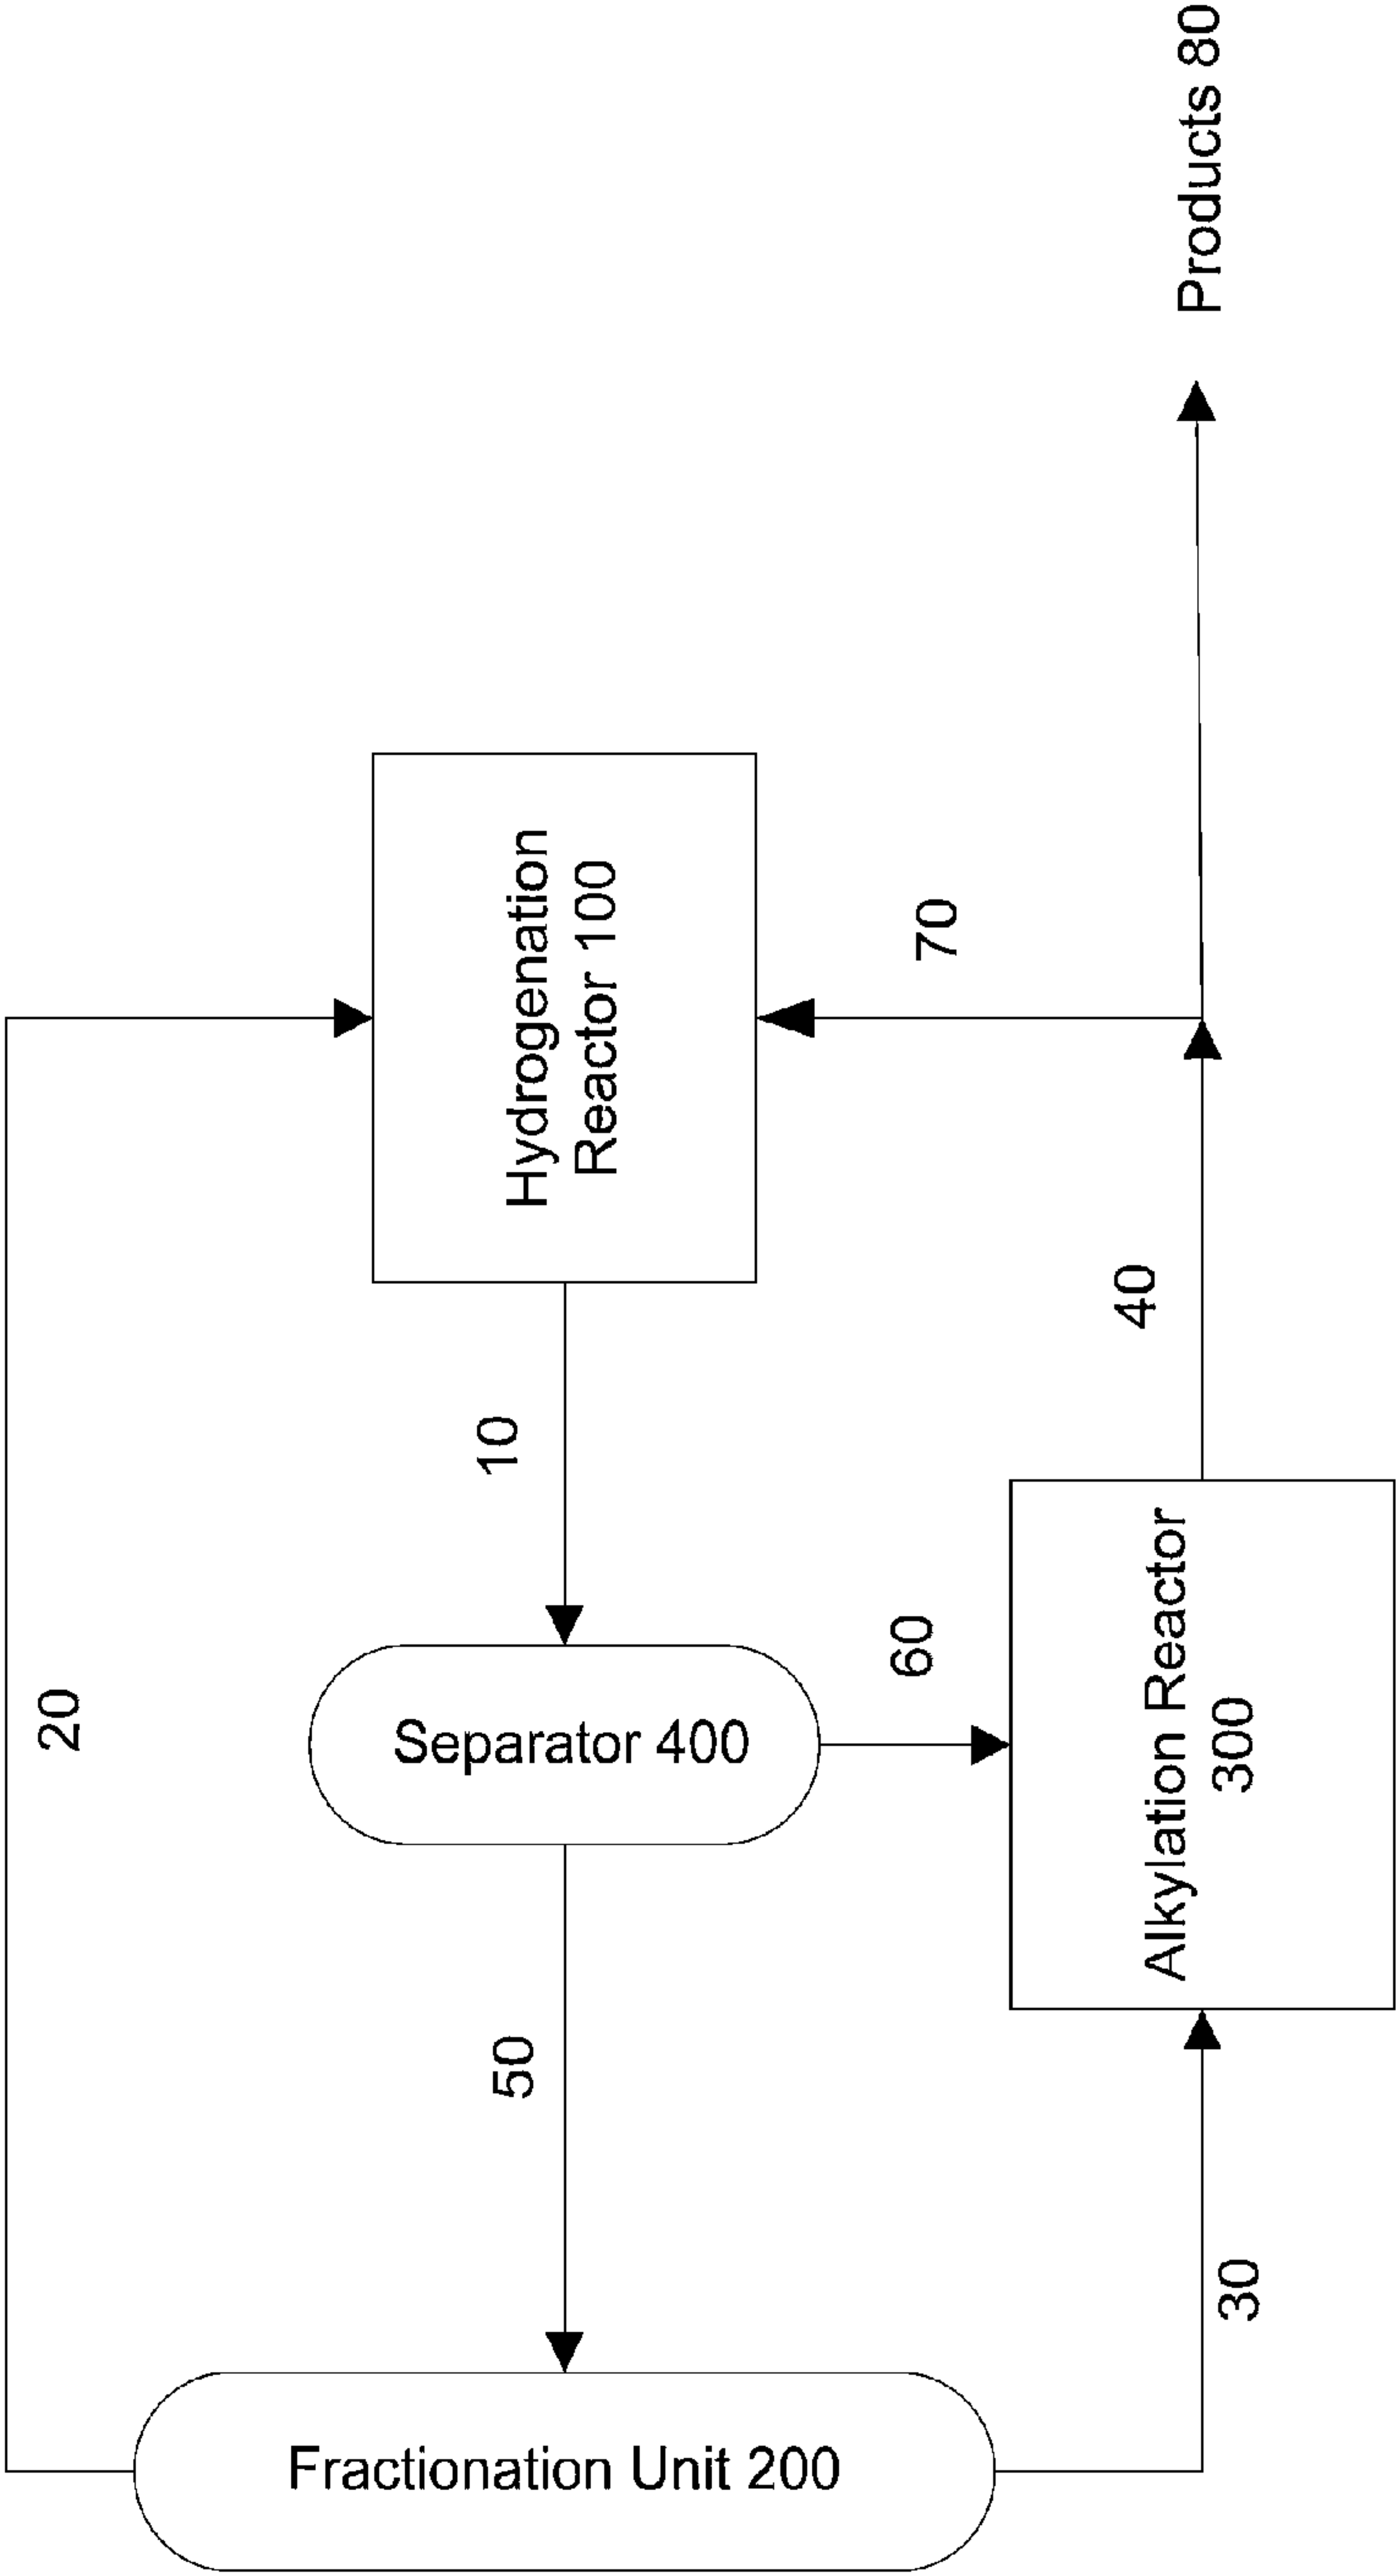 20
Hydrogenation
Reactor 100
10
70
Separator 400
50
60
Fractionation Unit 200
Alkylation Reactor
300
40
30
Products 80